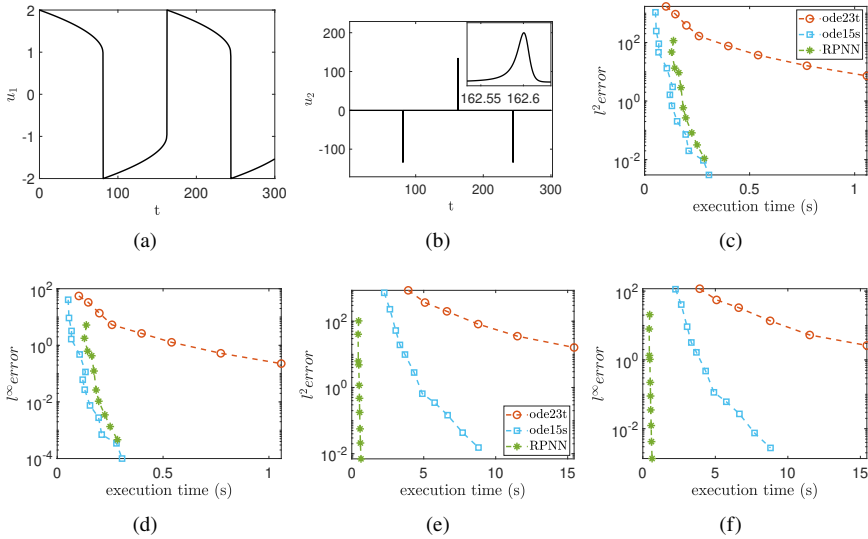 2
1
0
-1
-2
0
100
200
300
u1
t
(a)
200
100
0
-100
0
100
200
300
u2
t
162.55
162.6
(b)
10^2
10^0
10^-2
0
0.5
1
l^2 error
execution time (s)
ode23t
ode15s
RPNN
(c)
10^2
10^0
10^-2
10^-4
0
0.5
1
l^∞ error
execution time (s)
(d)
10^2
10^0
10^-2
0
5
10
15
l^2 error
execution time (s)
ode23t
ode15s
RPNN
(e)
10^2
10^0
10^-2
0
5
10
15
l^∞ error
execution time (s)
(f)